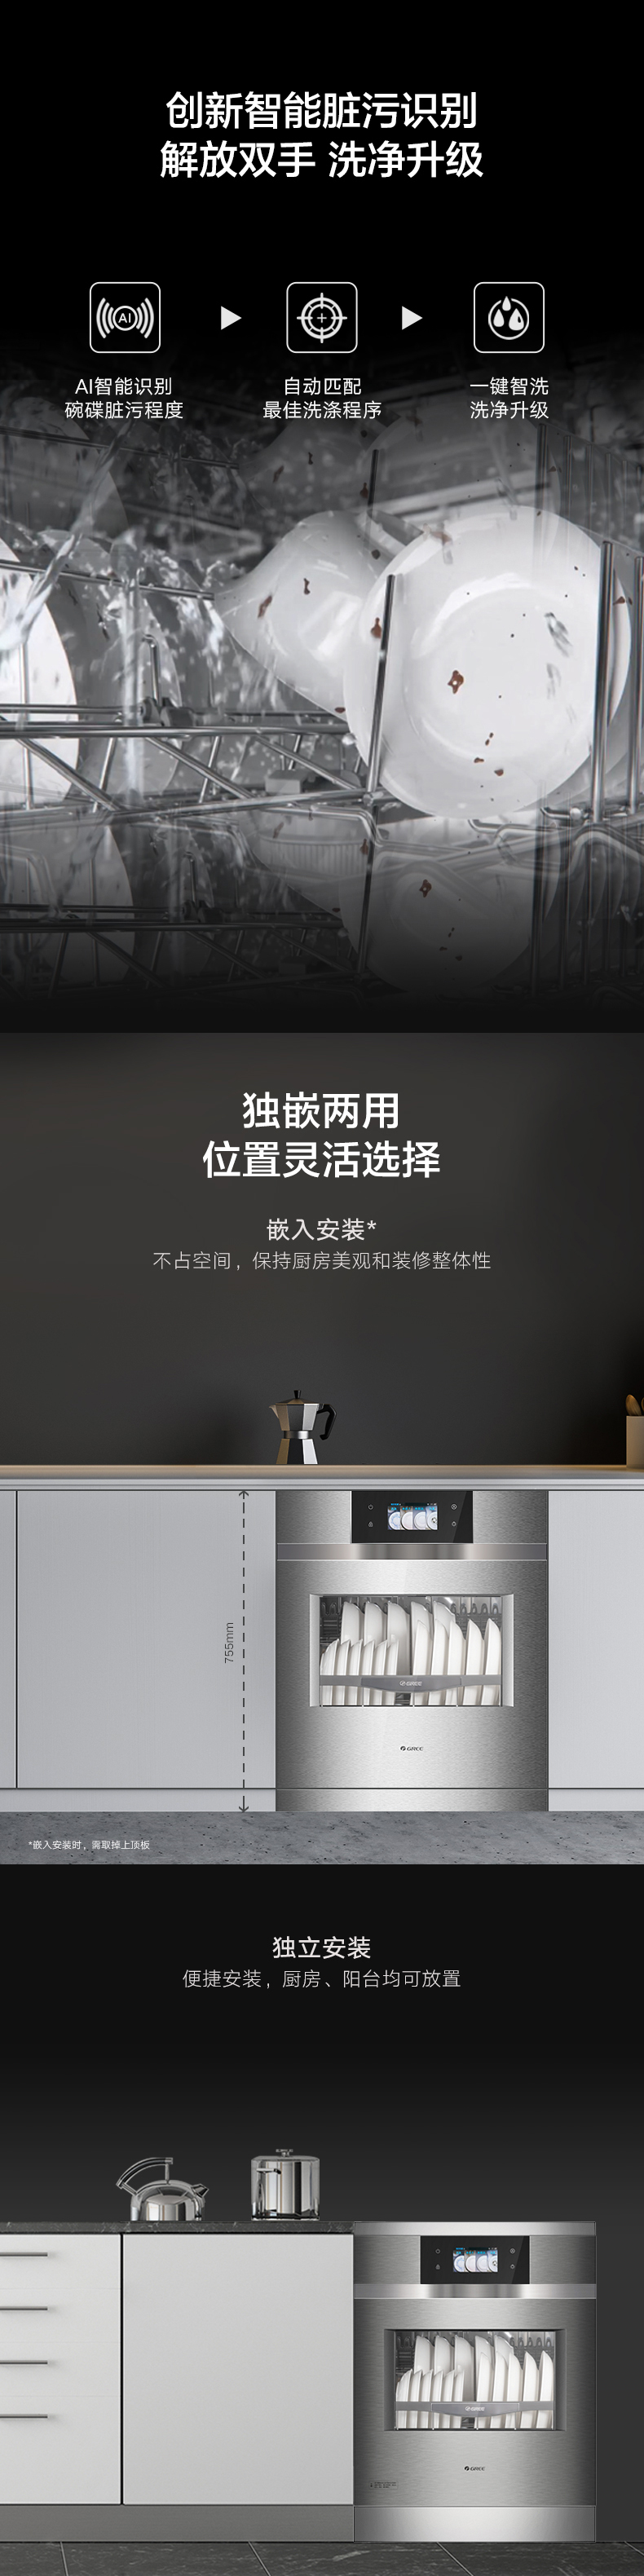 创新智能脏污识别
解放双手 洗净升级
AI
AI智能识别
碗碟脏污程度
自动匹配
最佳洗涤程序
一键智洗
洗净升级
独嵌两用
位置灵活选择
嵌入安装*
不占空间，保持厨房美观和装修整体性
755mm
GREE
GREE
*嵌入安装时，需取掉上顶板
独立安装
便捷安装，厨房、阳台均可放置
GREE
GREE